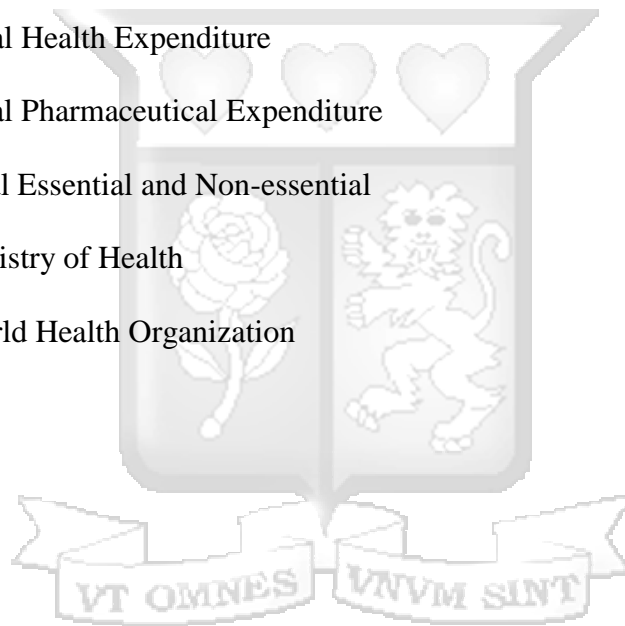 al Health Expenditure
al Pharmaceutical Expenditure
l Essential and Non-essential
istry of Health
rld Health Organization
VT OMNES VNVM SINT